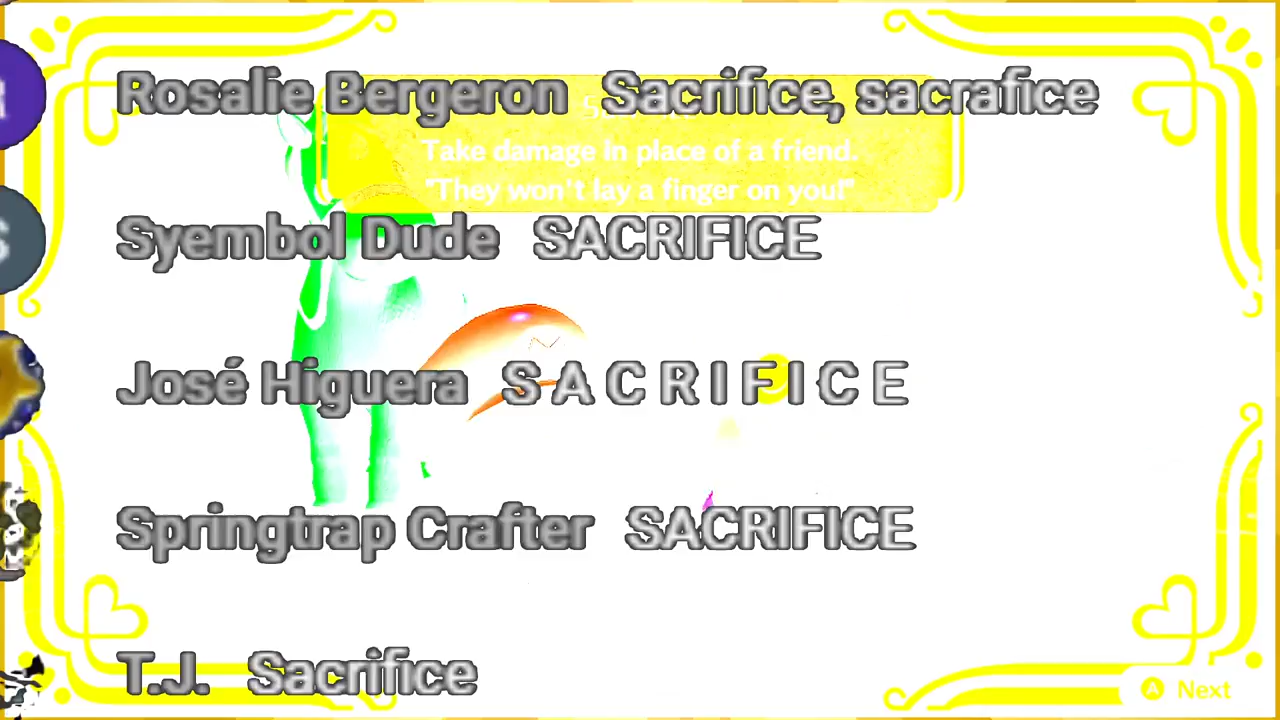 Rosalie Bergeron Sacrifice, sacrafice
Take damage in place of a friend.
"They won't lay a finger on you!"
Syembol Dude SACRIFICE
José Higuera S A C R I F I C E
Springtrap Crafter SACRIFICE
T.J. Sacrifice
A Next